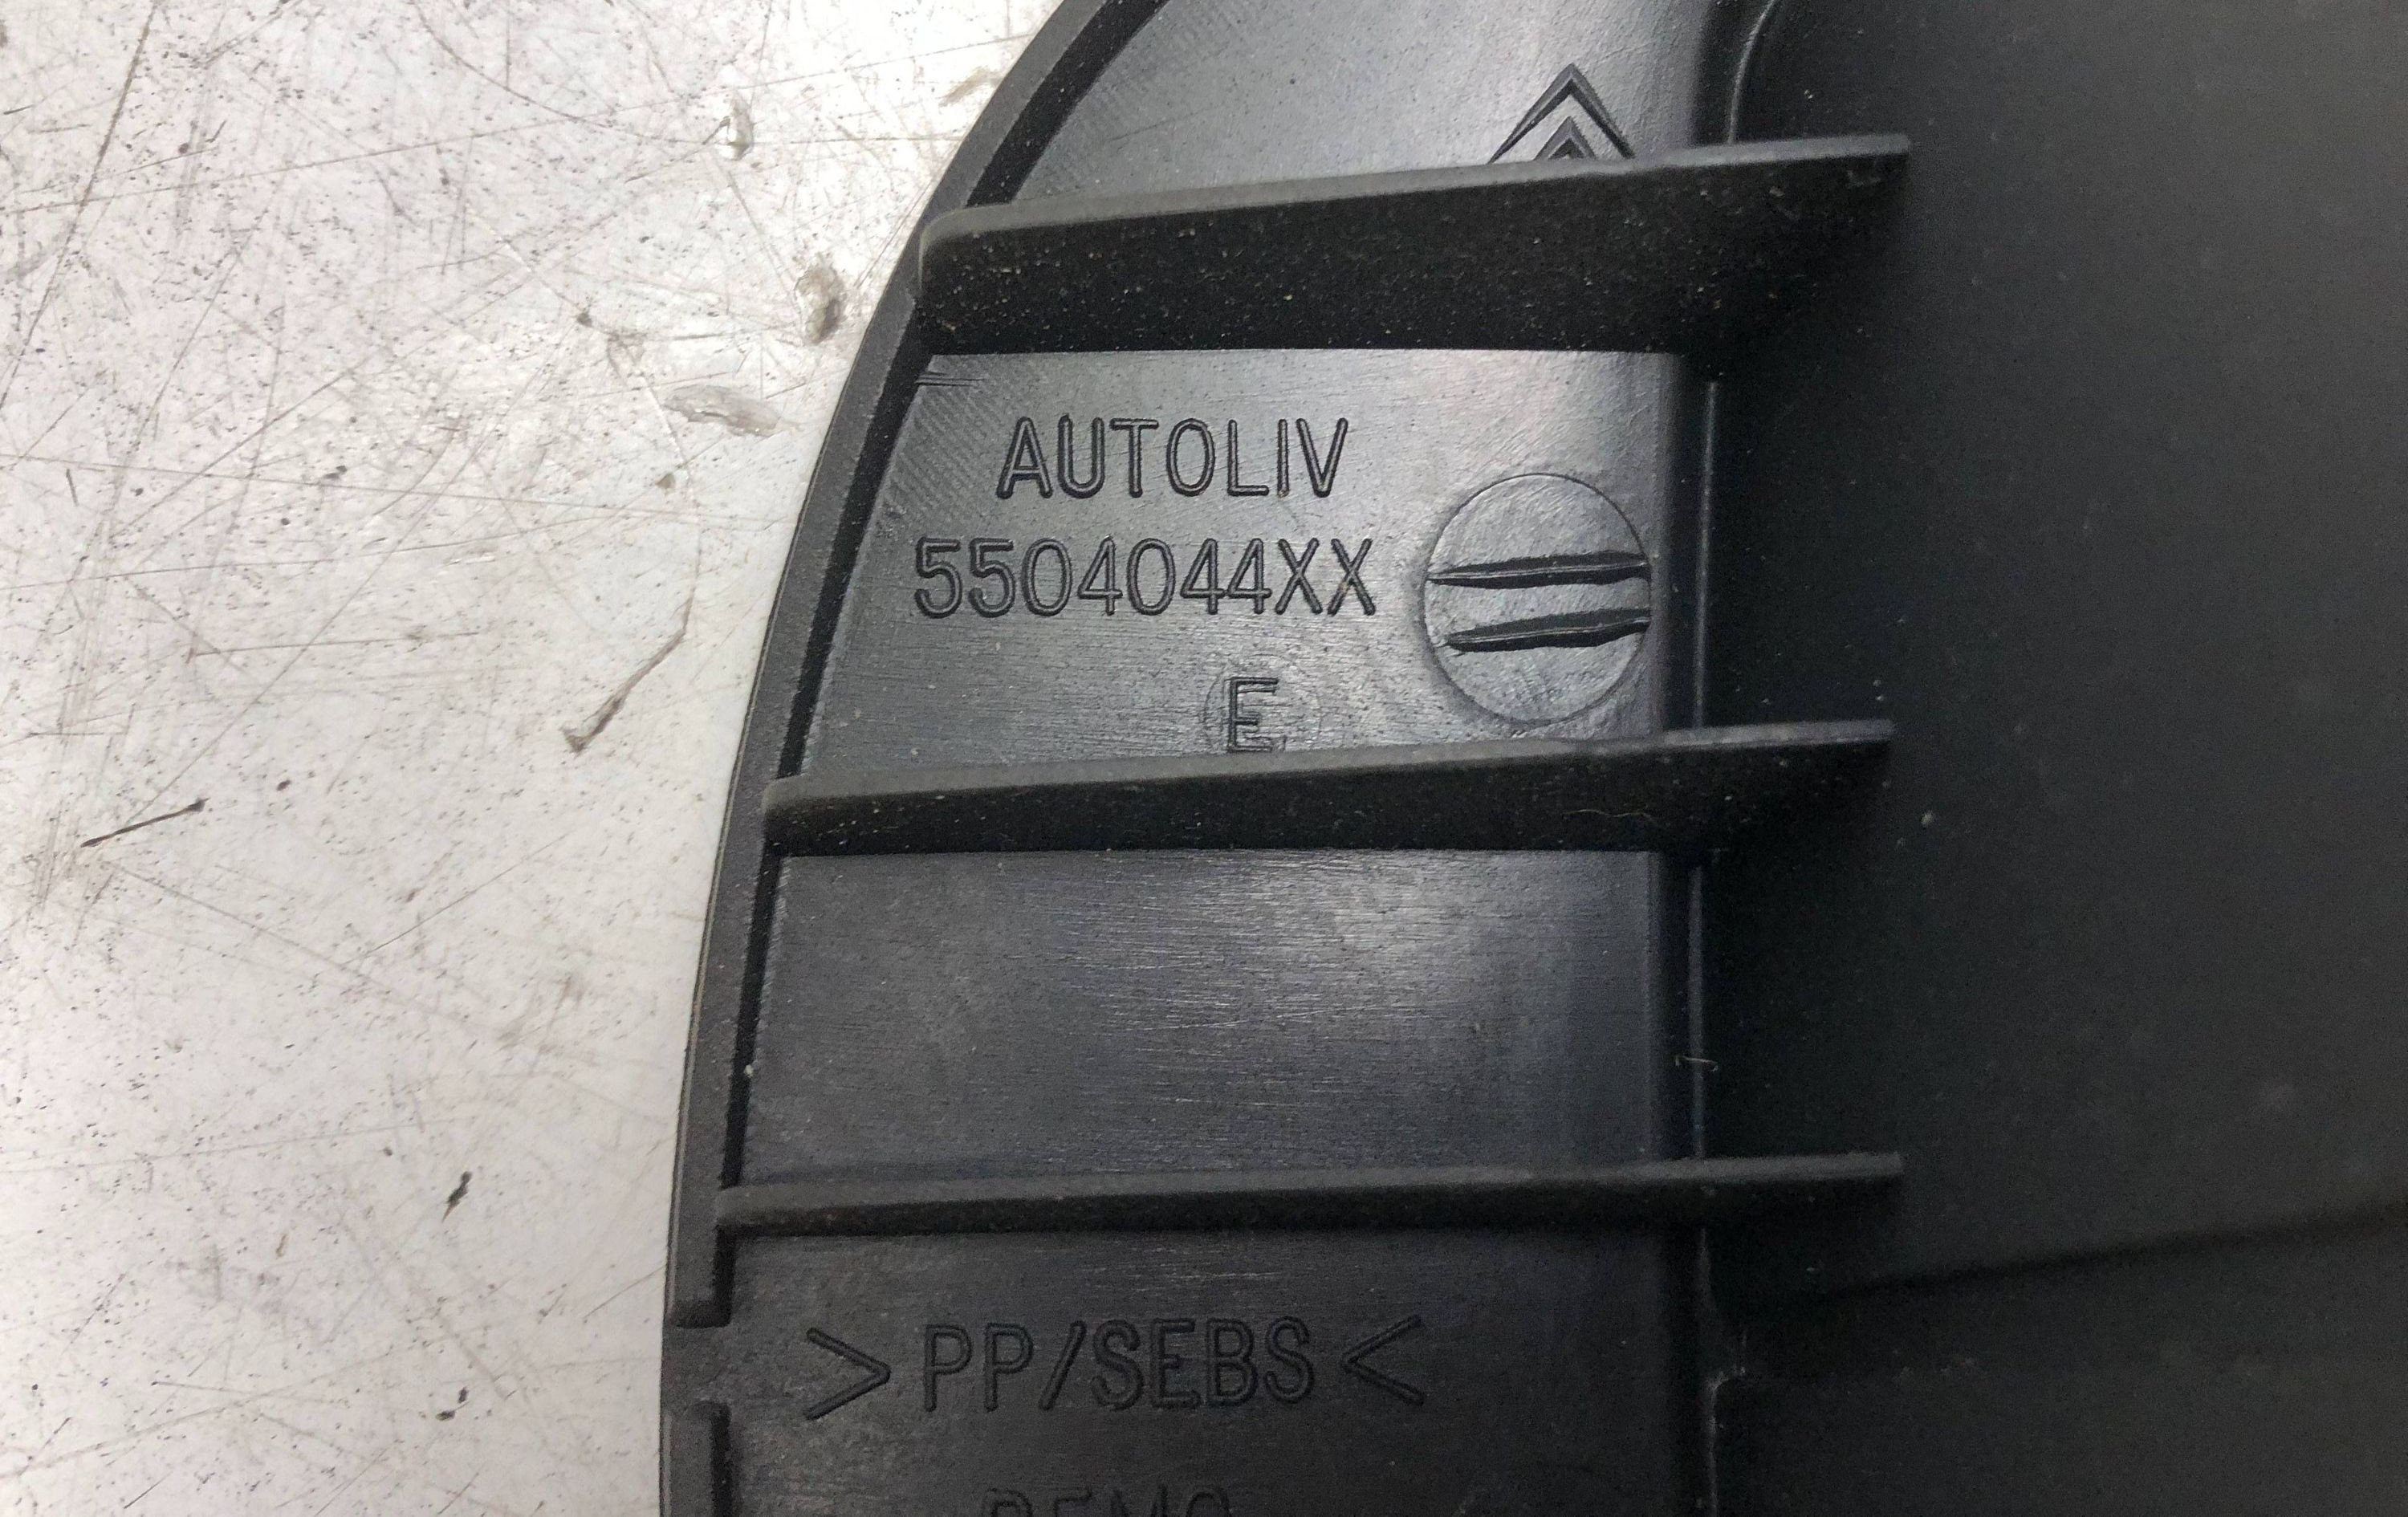 AUTOLIV
5504044XX
E
>PP/SEBS<